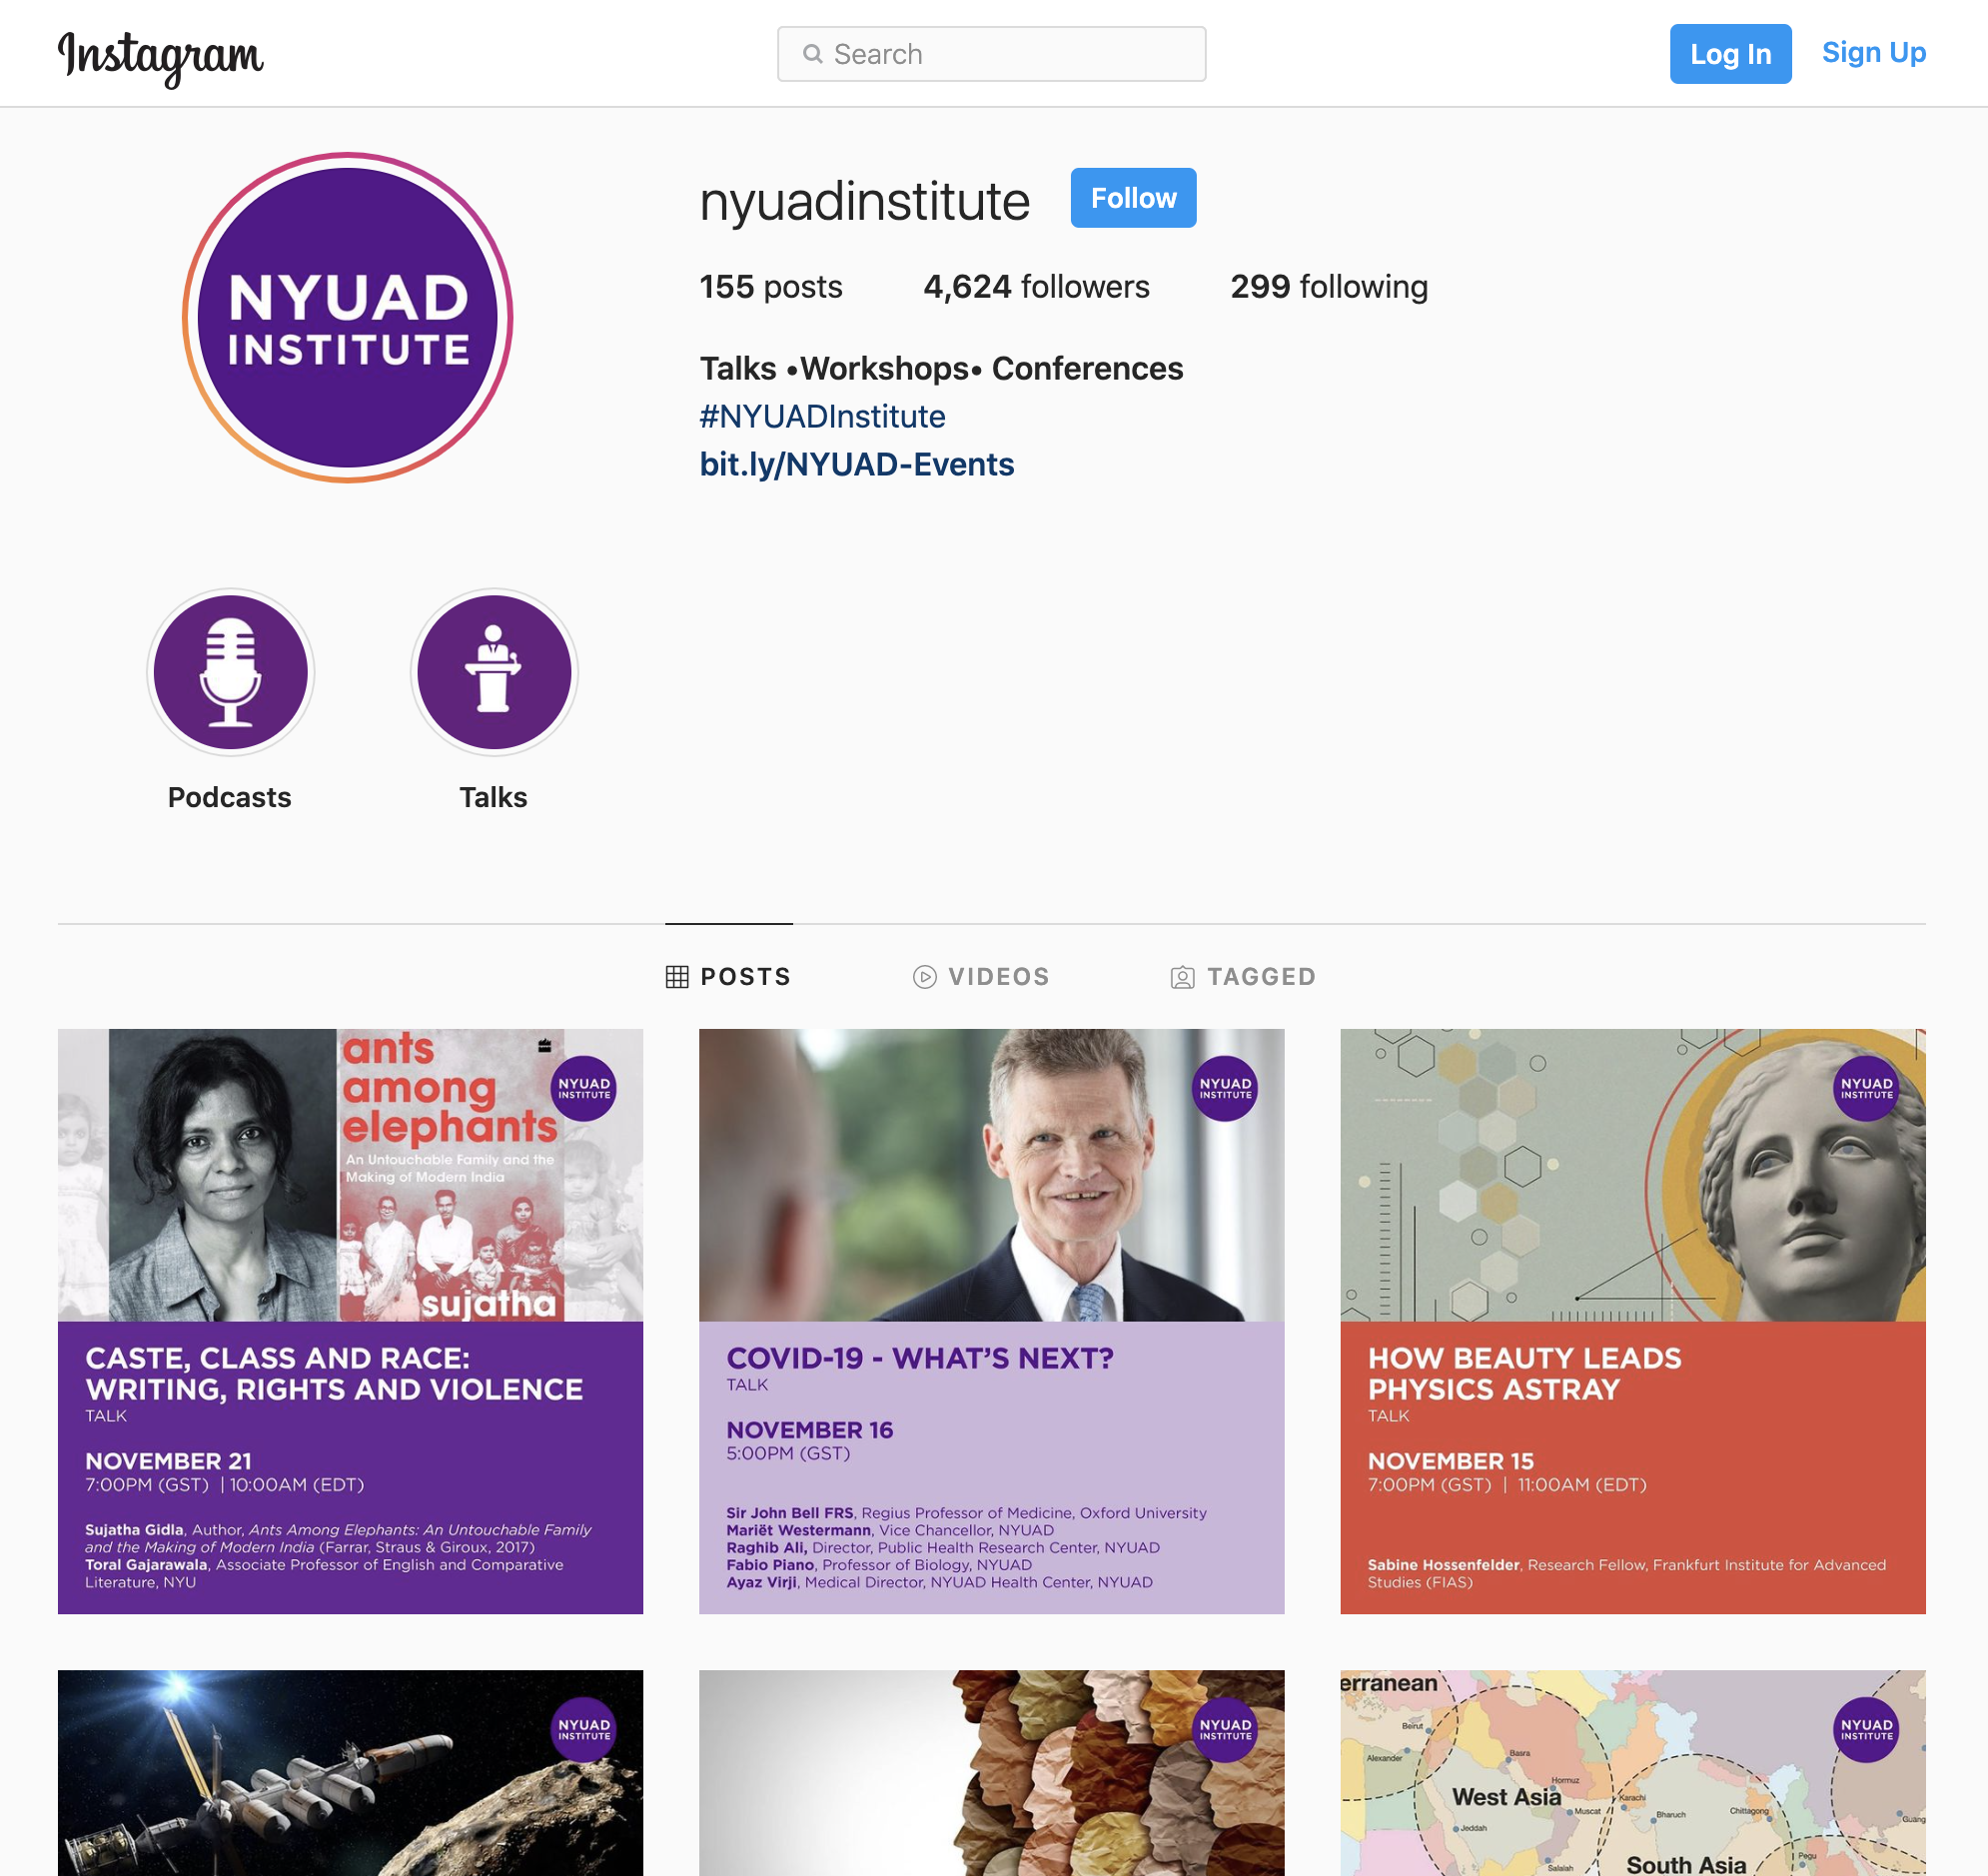 Instagram
Search
Log In
Sign Up
NYUAD
INSTITUTE
nyuadinstitute
Follow
155 posts
4,624 followers
299 following
Talks •Workshops• Conferences
#NYUADInstitute
bit.ly/NYUAD-Events
Podcasts
Talks
POSTS
VIDEOS
TAGGED
ants
among
elephants
An Untouchable Family and the
Making of Modern India
sujatha
NYUAD
INSTITUTE
CASTE, CLASS AND RACE:
WRITING, RIGHTS AND VIOLENCE
TALK
NOVEMBER 21
7:00PM (GST) | 10:00AM (EDT)
Sujatha Gidla, Author, Ants Among Elephants: An Untouchable Family
and the Making of Modern India (Farrar, Straus & Giroux, 2017)
Toral Gajarawala, Associate Professor of English and Comparative
Literature, NYU
NYUAD
INSTITUTE
COVID-19 - WHAT’S NEXT?
TALK
NOVEMBER 16
5:00PM (GST)
Sir John Bell FRS, Regius Professor of Medicine, Oxford University
Mariët Westermann, Vice Chancellor, NYUAD
Raghib Ali, Director, Public Health Research Center, NYUAD
Fabio Piano, Professor of Biology, NYUAD
Ayaz Virji, Medical Director, NYUAD Health Center, NYUAD
NYUAD
INSTITUTE
HOW BEAUTY LEADS
PHYSICS ASTRAY
TALK
NOVEMBER 15
7:00PM (GST) | 11:00AM (EDT)
Sabine Hossenfelder, Research Fellow, Frankfurt Institute for Advanced
Studies (FIAS)
NYUAD
INSTITUTE
NYUAD
INSTITUTE
erranean
NYUAD
INSTITUTE
Beirut
Alexander
Basra
Hormuz
West Asia
Muscat
Karachi
Bharuch
Chittagong
Guang
Jeddah
Salalah
South Asia
Pegu